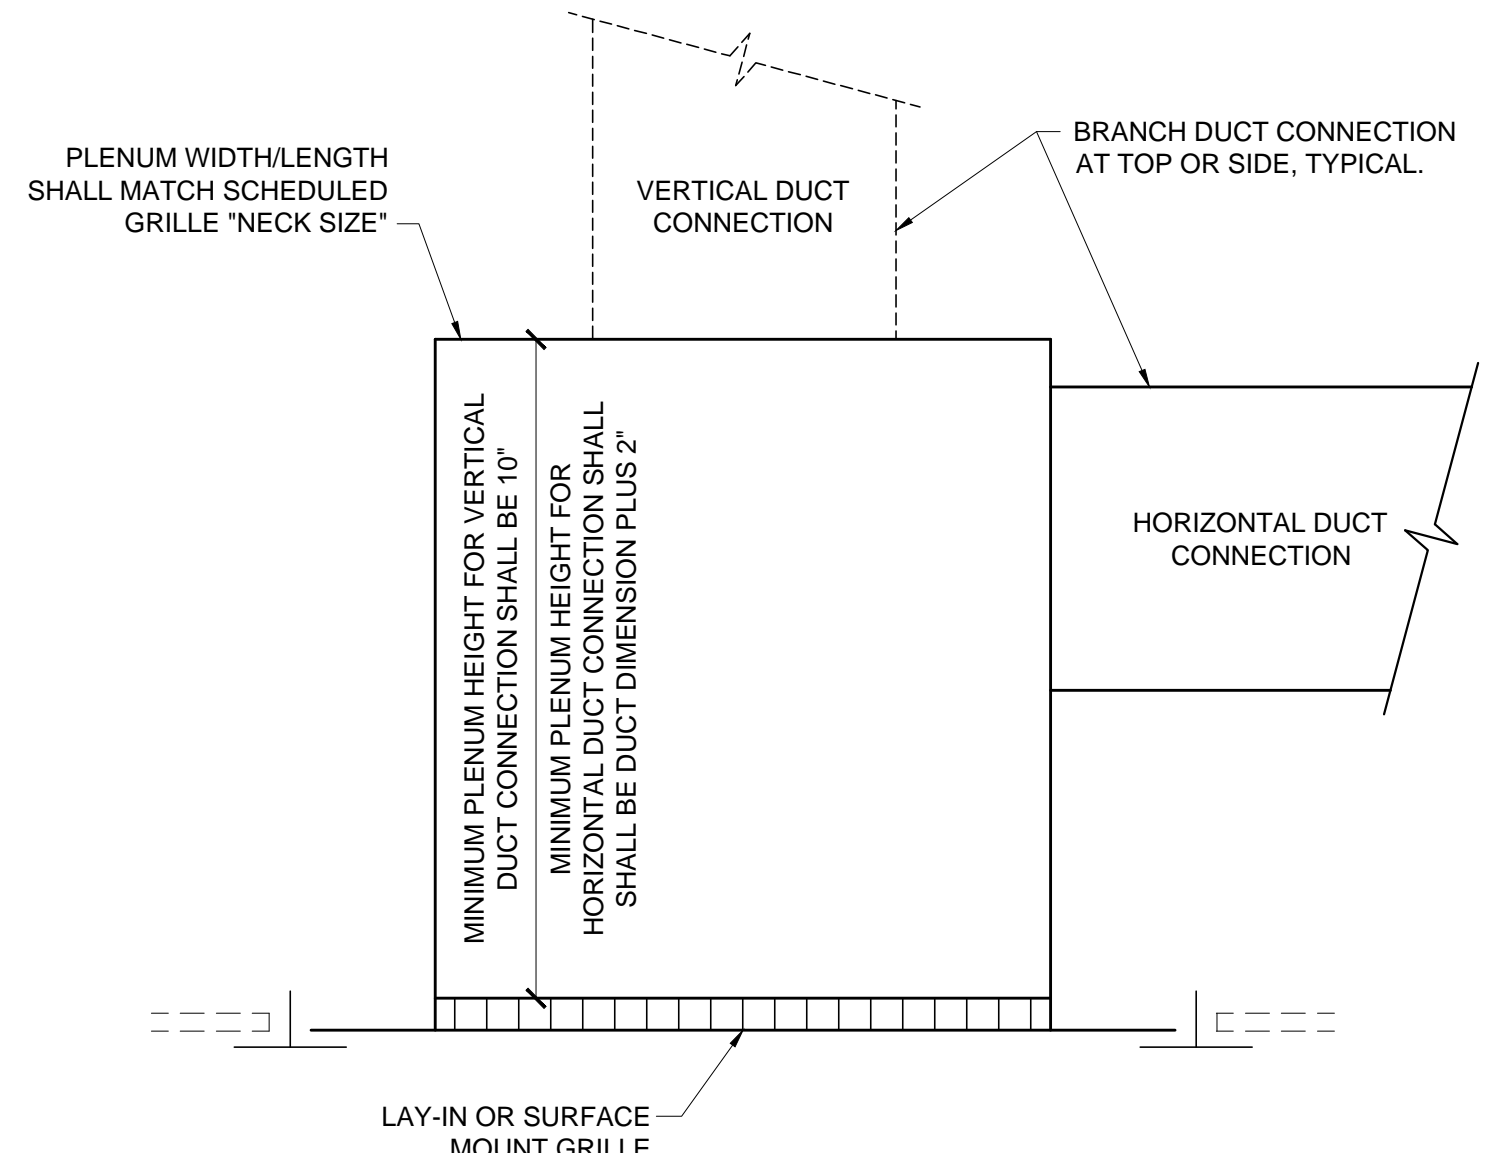 PLENUM WIDTH/LENGTH
SHALL MATCH SCHEDULED
GRILLE "NECK SIZE"
VERTICAL DUCT
CONNECTION
BRANCH DUCT CONNECTION
AT TOP OR SIDE, TYPICAL.
MINIMUM PLENUM HEIGHT FOR VERTICAL
DUCT CONNECTION SHALL BE 10"
MINIMUM PLENUM HEIGHT FOR
HORIZONTAL DUCT CONNECTION SHALL
SHALL BE DUCT DIMENSION PLUS 2"
HORIZONTAL DUCT
CONNECTION
LAY-IN OR SURFACE
MOUNT GRILLE